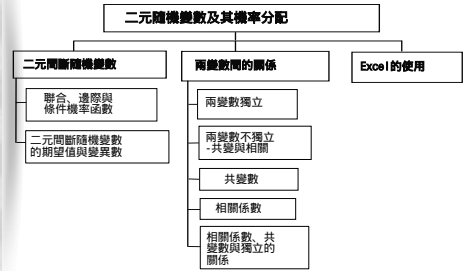 二元隨機變數及其機率分配
二元間斷隨機變數
聯合、邊際與
條件機率函數
二元間斷隨機變數
的期望值與變異數
兩變數間的關係
兩變數獨立
兩變數不獨立
-共變與相關
共變數
相關係數
相關係數、共
變數與獨立的
關係
Excel的使用